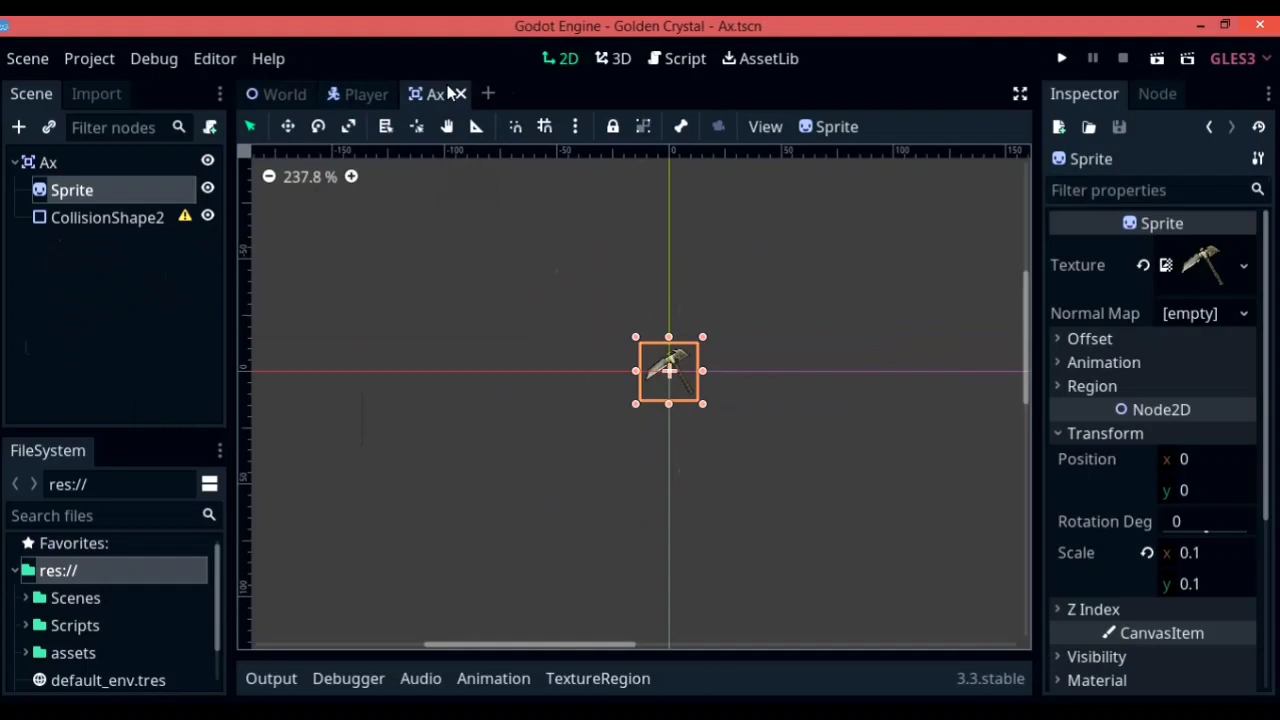 Godot Engine - Golden Crystal - Ax.tscn
Scene Project Debug Editor Help
2D 3D Script AssetLib
GLES3
Scene Import
World Player Ax
Inspector Node
Filter nodes
View Sprite
Sprite
Ax
Sprite
CollisionShape2
-150 -100 -50 0 50 100 150
237.8 %
-50
0
50
100
Filter properties
Sprite
Texture
Normal Map [empty]
Offset
Animation
Region
Node2D
Transform
Position x 0
y 0
Rotation Deg 0
Scale x 0.1
y 0.1
Z Index
CanvasItem
Visibility
Material
FileSystem
res://
Search files
Favorites:
res://
Scenes
Scripts
assets
default_env.tres
Output Debugger Audio Animation TextureRegion 3.3.stable